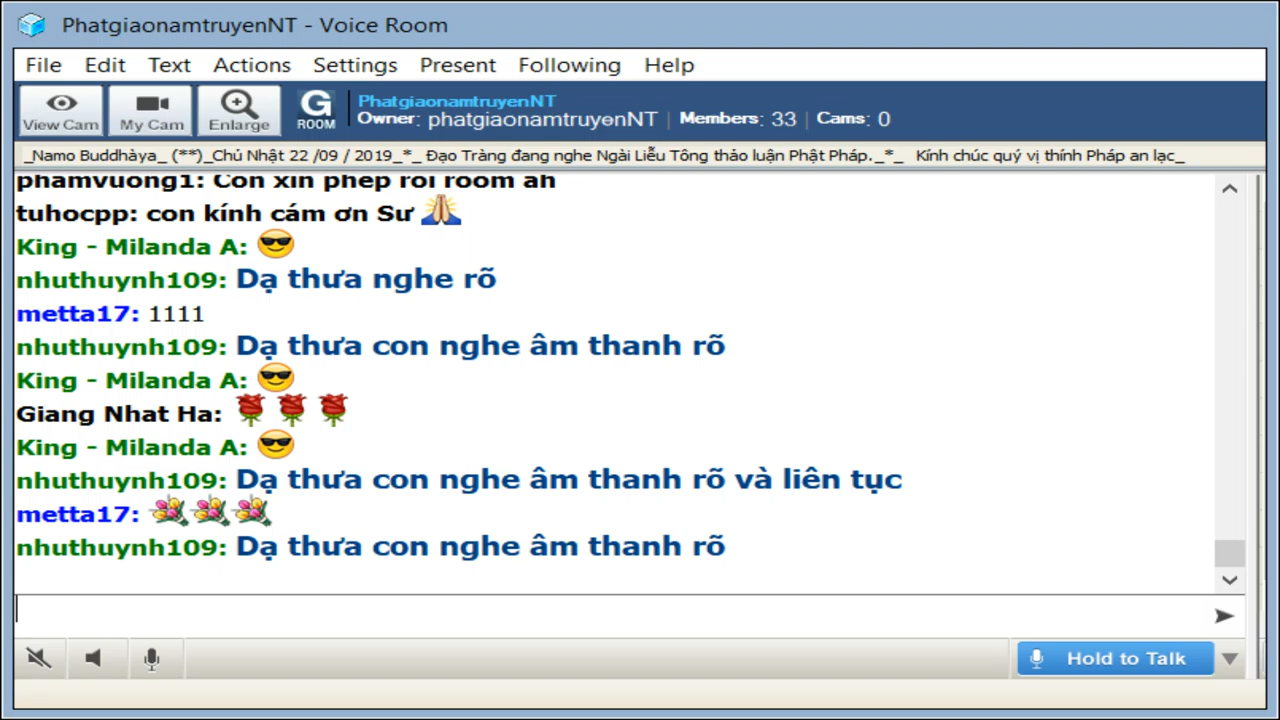 PhatgiaonamtruyenNT - Voice Room
File Edit Text Actions Settings Present Following Help
View Cam My Cam Enlarge G ROOM PhatgiaonamtruyenNT
Owner: phatgiaonamtruyenNT | Members: 33 | Cams: 0
_Namo Buddhàya_ (**)_Chủ Nhật 22 /09 / 2019_*_ Đạo Tràng đang nghe Ngài Liễu Tông thảo luận Phật Pháp._*_ Kính chúc quý vị thính Pháp an lạc_
phamvuong1: Con xin phép rời room ah
tuhocpp: con kính cám ơn Sư
King - Milanda A:
nhuthuynh109: Dạ thưa nghe rõ
metta17: 1111
nhuthuynh109: Dạ thưa con nghe âm thanh rõ
King - Milanda A:
Giang Nhat Ha:
King - Milanda A:
nhuthuynh109: Dạ thưa con nghe âm thanh rõ và liên tục
metta17:
nhuthuynh109: Dạ thưa con nghe âm thanh rõ
Hold to Talk